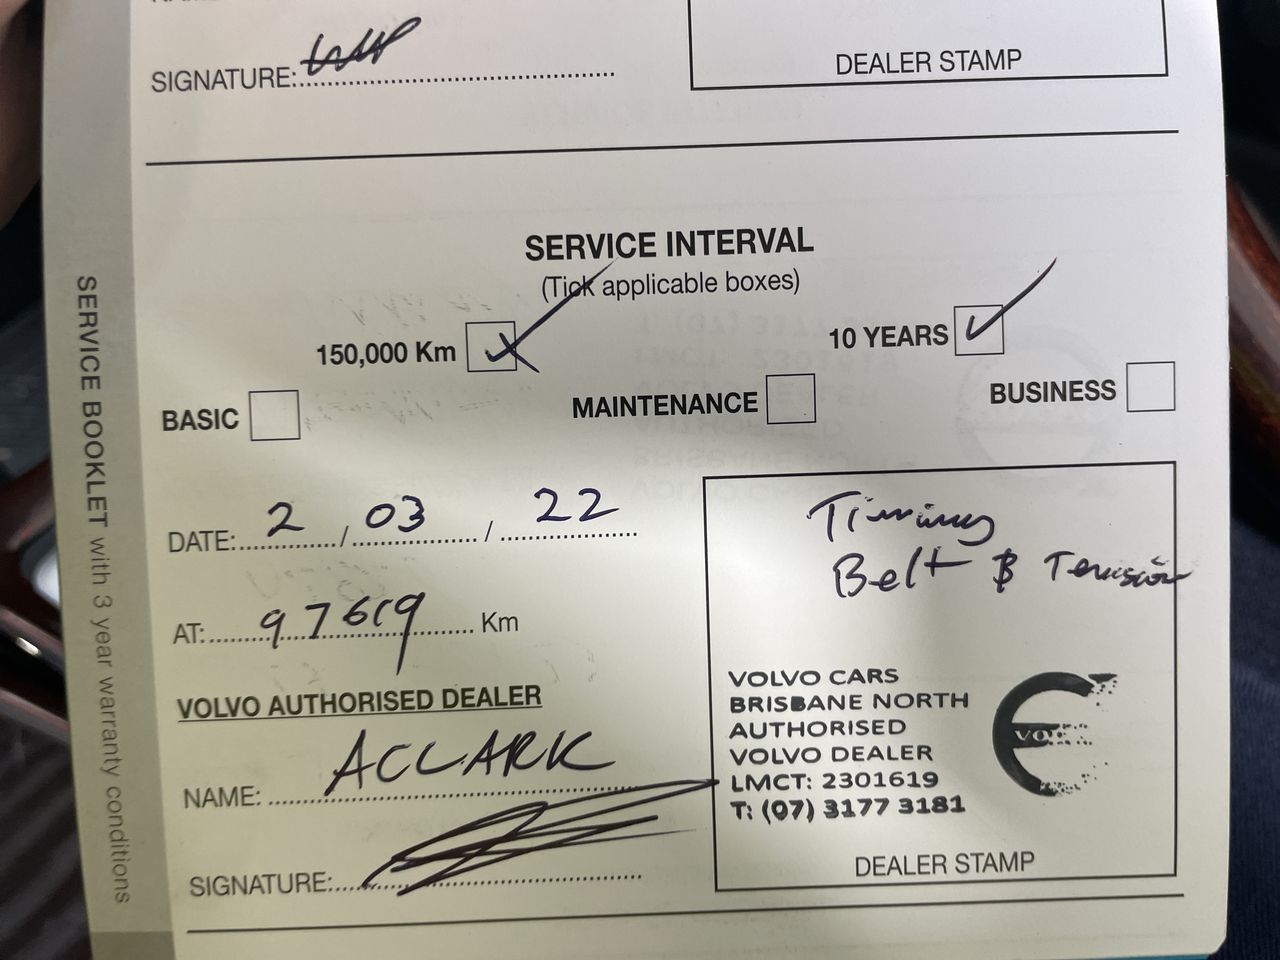 SIGNATURE:
DEALER STAMP
SERVICE INTERVAL
(Tick applicable boxes)
150,000 Km
10 YEARS
BASIC
MAINTENANCE
BUSINESS
DATE: 2 / 03 / 22
Timing
Belt & Tension
AT: 97619 Km
VOLVO AUTHORISED DEALER
NAME: ACCLARK
SIGNATURE:
VOLVO CARS
BRISBANE NORTH
AUTHORISED
VOLVO DEALER
LMCT: 2301619
T: (07) 3177 3181
DEALER STAMP
SERVICE BOOKLET with 3 year warranty conditions